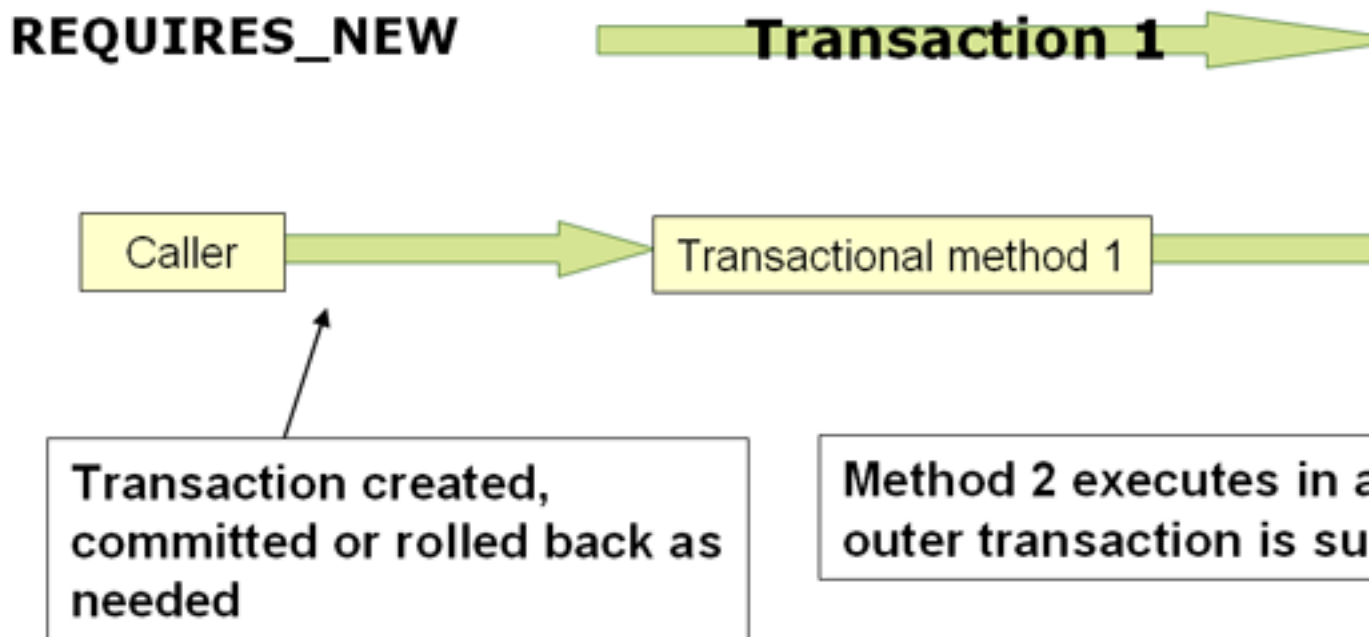 REQUIRES_NEW
Transaction 1
Caller
Transactional method 1
Transaction created,
committed or rolled back as
needed
Method 2 executes in a
outer transaction is su